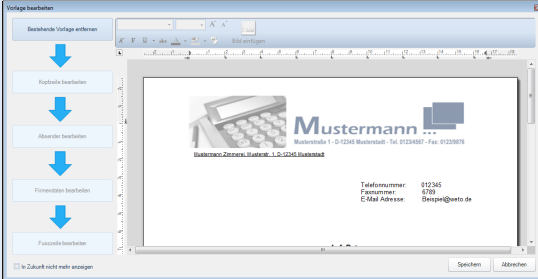 Vorlage bearbeiten
Bestehende Vorlage entfernen
Kopfzeile bearbeiten
Absender bearbeiten
Firmendaten bearbeiten
Fusszeile bearbeiten
In Zukunft nicht mehr anzeigen
Bild einfügen
Mustermann ...
Musterstraße 1 - D-12345 Musterstadt - Tel. 0123/4567 - Fax: 0123/9876
Mustermann Zimmerei, Musterstr. 1, D-12345 Musterstadt
Telefonnummer: 012345
Faxnummer: 6789
E-Mail Adresse: Beispiel@weto.de
Speichern
Abbrechen